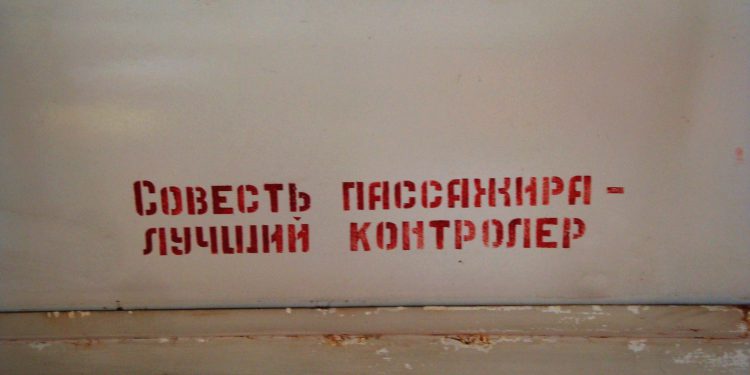 Совесть пассажира -
лучший контролер